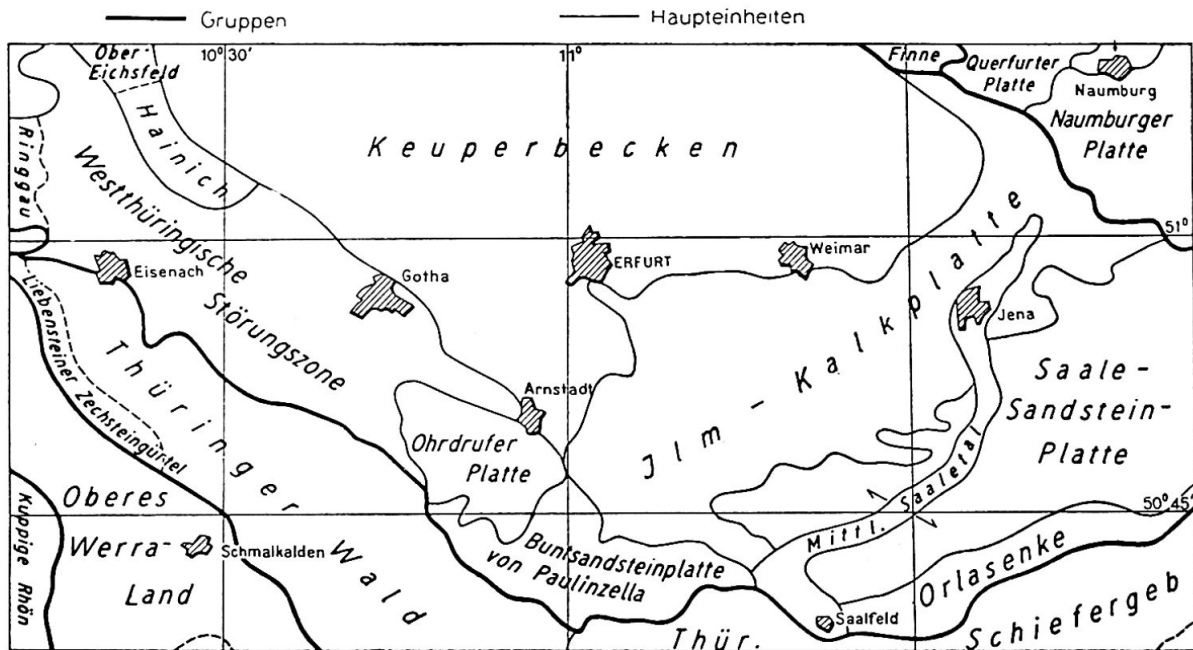 Gruppen
Haupteinheiten
10° 30'
11°
Ober-
Eichsfeld
Hainich
Ringgau
Keuperbecken
Finne
Querfurter
Platte
Naumburg
Naumburger
Platte
Westthüringische
Störungszone
51°
Eisenach
Gotha
ERFURT
Weimar
Jena
Ilm-Kalkplatte
Liebensteiner Zechsteingürtel
Thüringer
Wald
Arnstadt
Ohrdrufer
Platte
Saale-
Sandstein-
Platte
Mittl. Saaletal
50° 45'
Oberes
Werra-
Land
Schmalkalden
Kuppige Rhön
Buntsandsteinplatte
von Paulinzella
Orlasenke
Saalfeld
Thür.
Schiefergeb